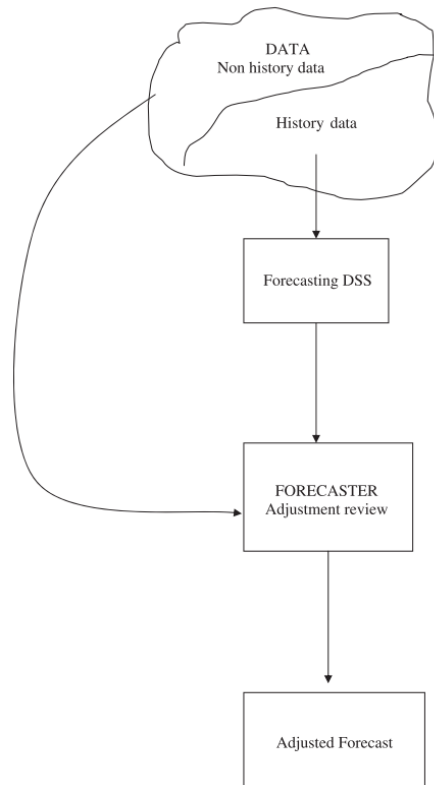 DATA
Non history data
History data
Forecasting DSS
FORECASTER
Adjustment review
Adjusted Forecast